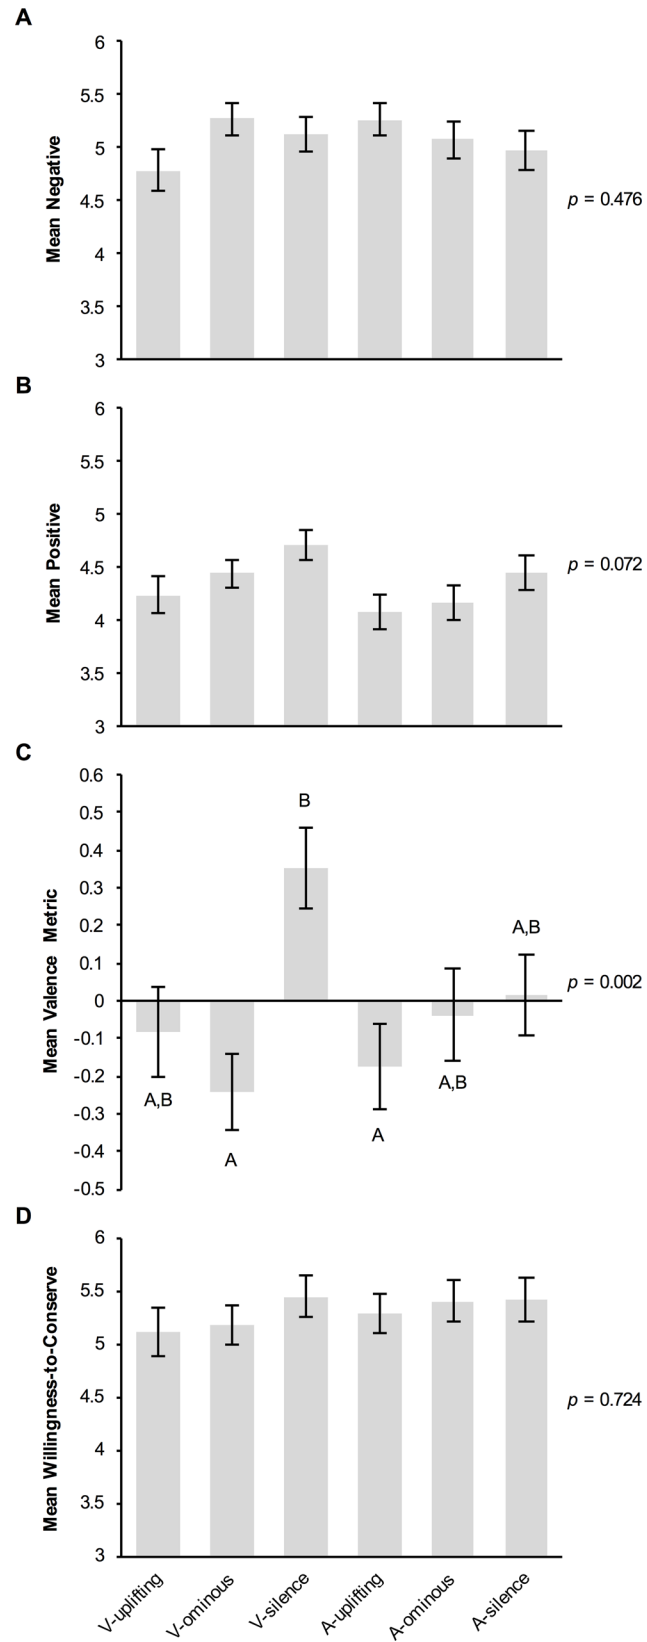 A
6
5.5
5
4.5
4
3.5
3
Mean Negative
p = 0.476
B
6
5.5
5
4.5
4
3.5
3
Mean Positive
p = 0.072
C
0.6
0.5
0.4
0.3
0.2
0.1
0
-0.1
-0.2
-0.3
-0.4
-0.5
Mean Valence Metric
A,B
A
B
A
A,B
A,B
p = 0.002
D
6
5.5
5
4.5
4
3.5
3
Mean Willingness-to-Conserve
p = 0.724
V-uplifting
V-ominous
V-silence
A-uplifting
A-ominous
A-silence